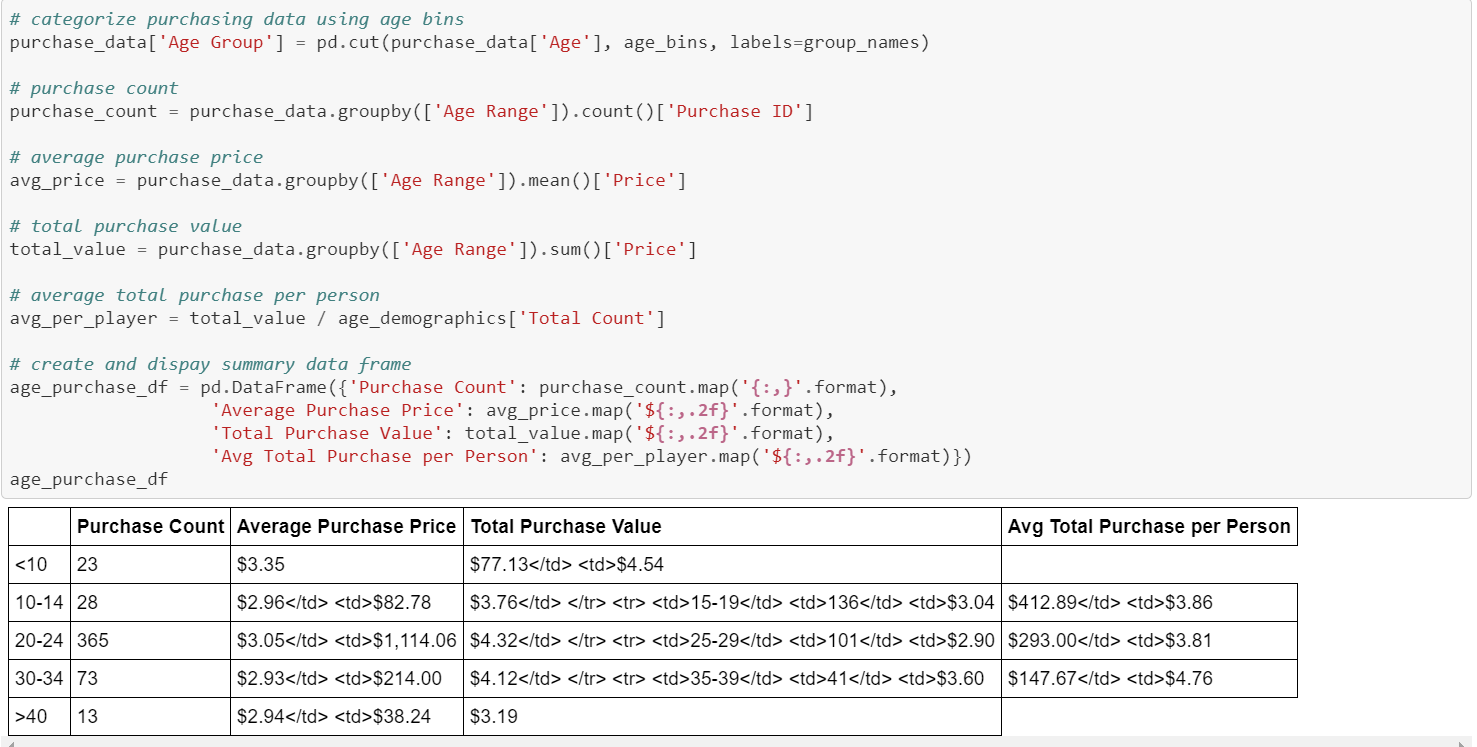 # categorize purchasing data using age bins
purchase_data['Age Group'] = pd.cut(purchase_data['Age'], age_bins, labels=group_names)
# purchase count
purchase_count = purchase_data.groupby(['Age Range']).count()['Purchase ID']
# average purchase price
avg_price = purchase_data.groupby(['Age Range']).mean()['Price']
# total purchase value
total_value = purchase_data.groupby(['Age Range']).sum()['Price']
# average total purchase per person
avg_per_player = total_value / age_demographics['Total Count']
# create and dispay summary data frame
age_purchase_df = pd.DataFrame({'Purchase Count': purchase_count.map('{:,}'.format),
'Average Purchase Price': avg_price.map('${:,.2f}'.format),
'Total Purchase Value': total_value.map('${:,.2f}'.format),
'Avg Total Purchase per Person': avg_per_player.map('${:,.2f}'.format)})
age_purchase_df
Purchase Count Average Purchase Price Total Purchase Value Avg Total Purchase per Person
<10 23 $3.35 $77.13</td> <td>$4.54
10-14 28 $2.96</td> <td>$82.78 $3.76</td> </tr> <tr> <td>15-19</td> <td>136</td> <td>$3.04 $412.89</td> <td>$3.86
20-24 365 $3.05</td> <td>$1,114.06 $4.32</td> </tr> <tr> <td>25-29</td> <td>101</td> <td>$2.90 $293.00</td> <td>$3.81
30-34 73 $2.93</td> <td>$214.00 $4.12</td> </tr> <tr> <td>35-39</td> <td>41</td> <td>$3.60 $147.67</td> <td>$4.76
>40 13 $2.94</td> <td>$38.24 $3.19